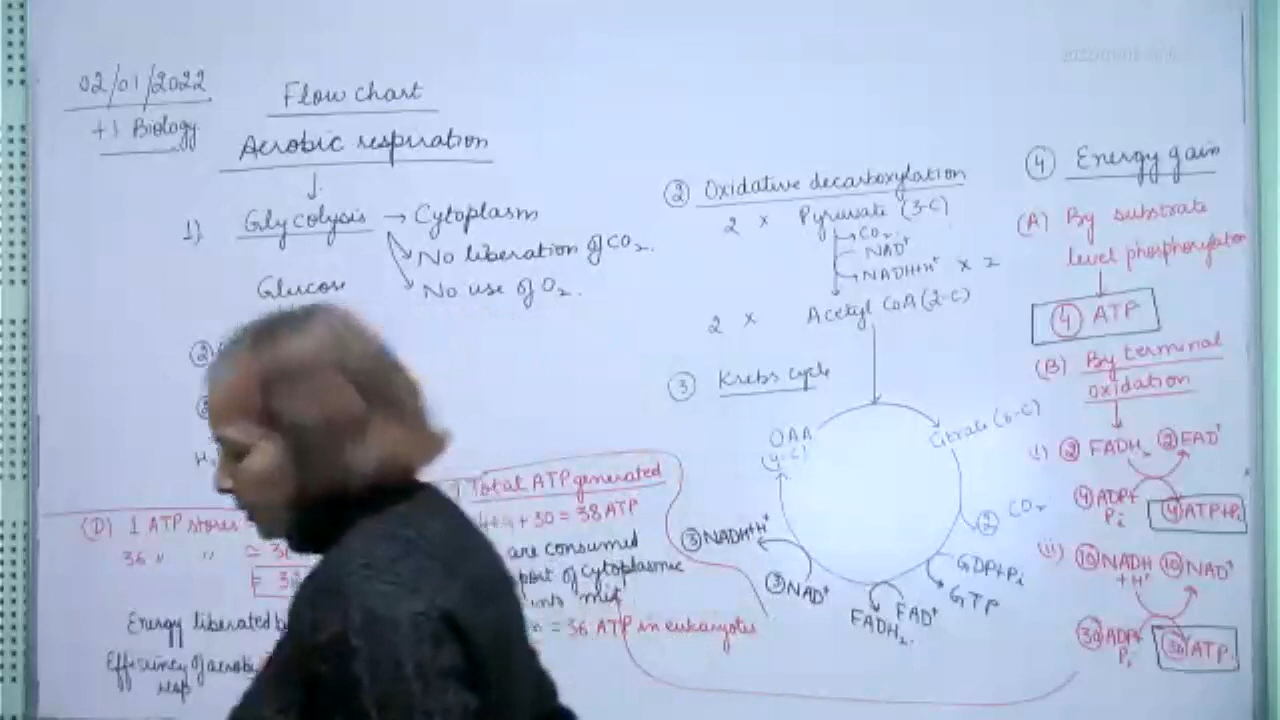 02/01/2022
+1 Biology
Flow chart
Aerobic respiration
1) Glycolysis → Cytoplasm
No liberation of CO₂.
No use of O₂.
Glucose
②
(D) 1 ATP stores
36 " " ≅
Energy liberated b
Efficiency of aerobic
resp
Total ATP generated
4+4+30 = 38 ATP
are consumed
port of cytoplasmic
into mit
= 36 ATP in eukaryotes
② Oxidative decarboxylation
2 × Pyruvate (3-C)
CO₂
NAD⁺
NADH+H⁺ × 2
2 × Acetyl CoA (2-C)
③ Krebs cycle
OAA
(4-C)
Citrate (6-C)
② CO₂
GDP+Pi
GTP
FAD⁺
FADH₂.
③ NAD⁺
③ NADH+H⁺
④ Energy gain
(A) By substrate
level phosphorylation
④ ATP
(B) By terminal
oxidation
i) ② FADH₂ ② FAD⁺
④ ADP+
Pi
④ ATP+Pi
(ii) ⑩ NADH ⑩ NAD⁺
+H⁺
㉚ ADP+
Pi
㉚ ATP